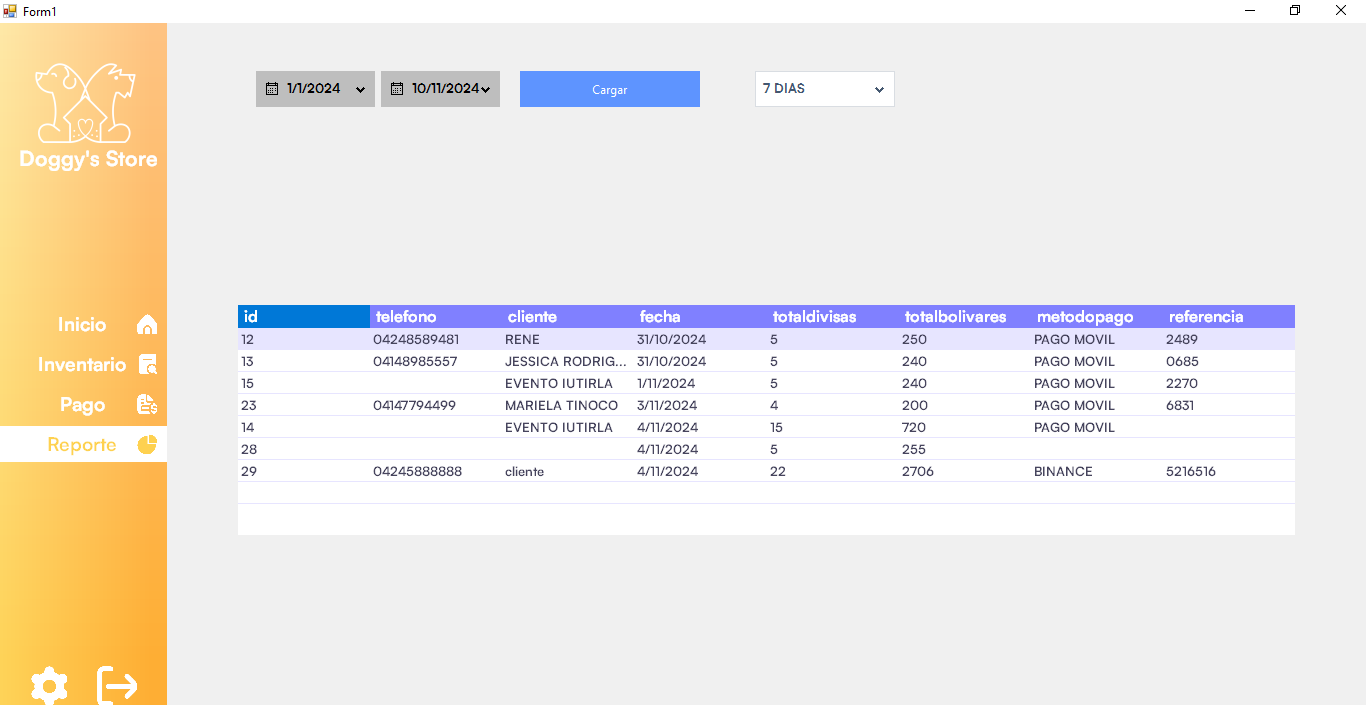 Form1
Doggy's Store
Inicio
Inventario
Pago
Reporte
1/1/2024 10/11/2024 Cargar 7 DIAS
id telefono cliente fecha totaldivisas totalbolivares metodopago referencia
12 04248589481 RENE 31/10/2024 5 250 PAGO MOVIL 2489
13 04148985557 JESSICA RODRIG... 31/10/2024 5 240 PAGO MOVIL 0685
15 EVENTO IUTIRLA 1/11/2024 5 240 PAGO MOVIL 2270
23 04147794499 MARIELA TINOCO 3/11/2024 4 200 PAGO MOVIL 6831
14 EVENTO IUTIRLA 4/11/2024 15 720 PAGO MOVIL
28 4/11/2024 5 255
29 04245888888 cliente 4/11/2024 22 2706 BINANCE 5216516